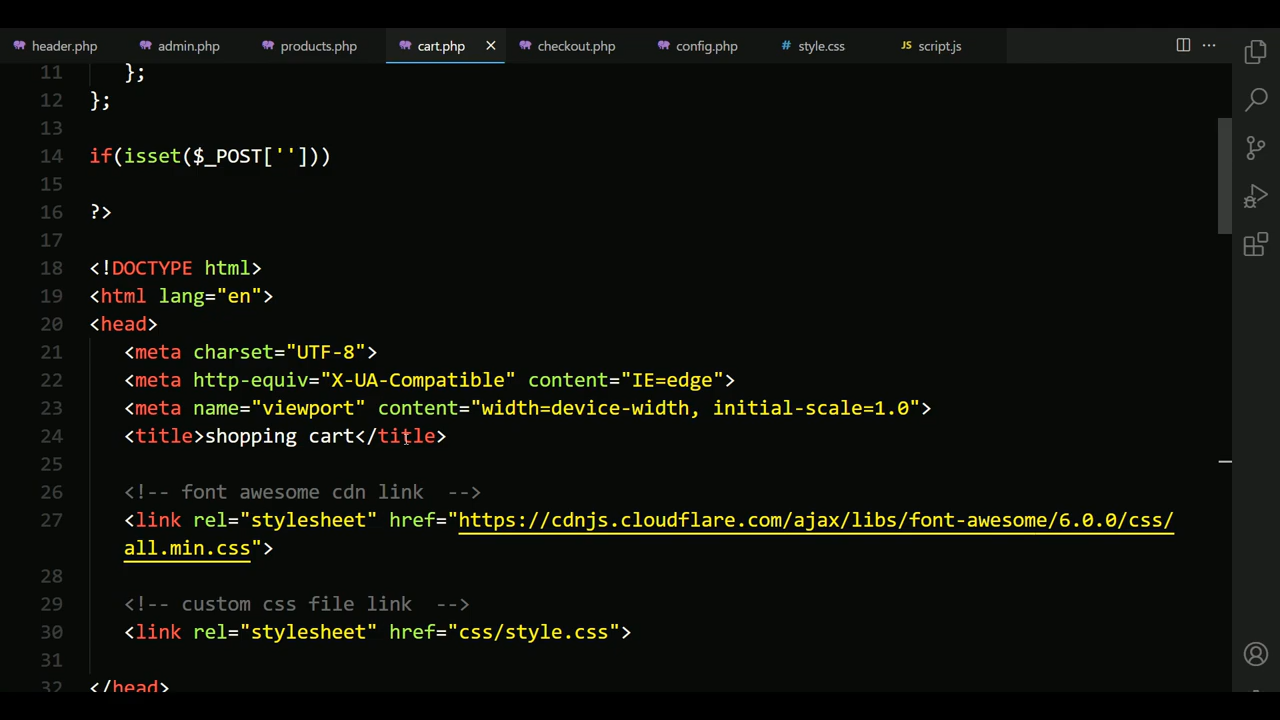 header.php admin.php products.php cart.php × checkout.php config.php # style.css JS script.js ···
11 };
12 };
13
14 if(isset($_POST['']))
15
16 ?>
17
18 <!DOCTYPE html>
19 <html lang="en">
20 <head>
21 <meta charset="UTF-8">
22 <meta http-equiv="X-UA-Compatible" content="IE=edge">
23 <meta name="viewport" content="width=device-width, initial-scale=1.0">
24 <title>shopping cart</title>
25
26 <!-- font awesome cdn link  -->
27 <link rel="stylesheet" href="https://cdnjs.cloudflare.com/ajax/libs/font-awesome/6.0.0/css/
all.min.css">
28
29 <!-- custom css file link  -->
30 <link rel="stylesheet" href="css/style.css">
31
32 </head>